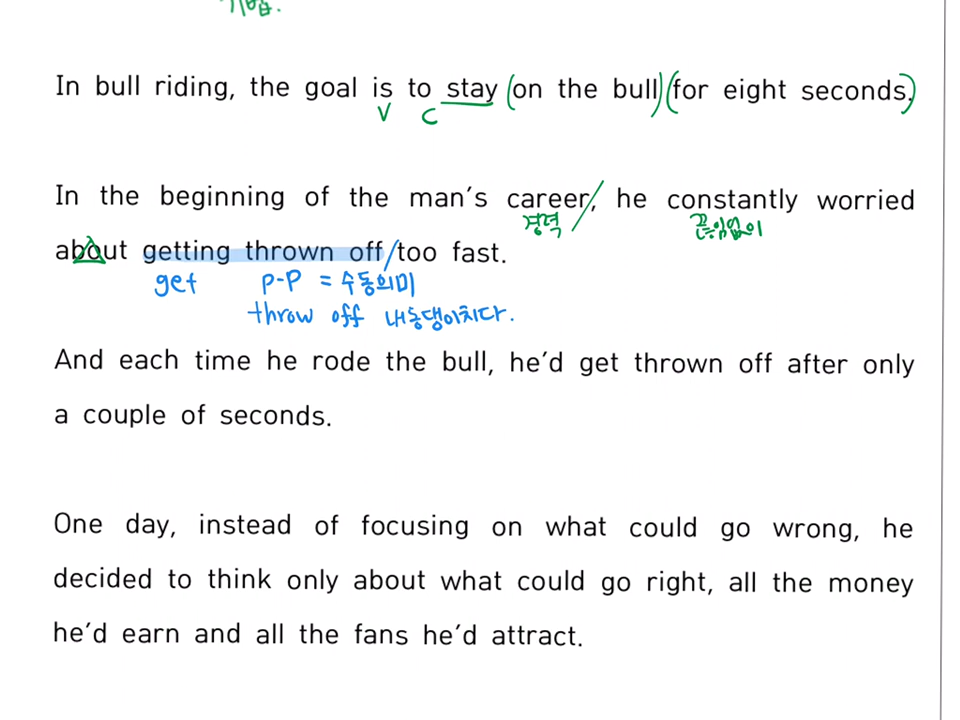 In bull riding, the goal is to stay (on the bull) (for eight seconds.)
V C
In the beginning of the man's career, / he constantly worried
경력 끊임없이
about getting thrown off / too fast.
get p-p = 수동의미
throw off 내동댕이치다.
And each time he rode the bull, he'd get thrown off after only
a couple of seconds.
One day, instead of focusing on what could go wrong, he
decided to think only about what could go right, all the money
he'd earn and all the fans he'd attract.